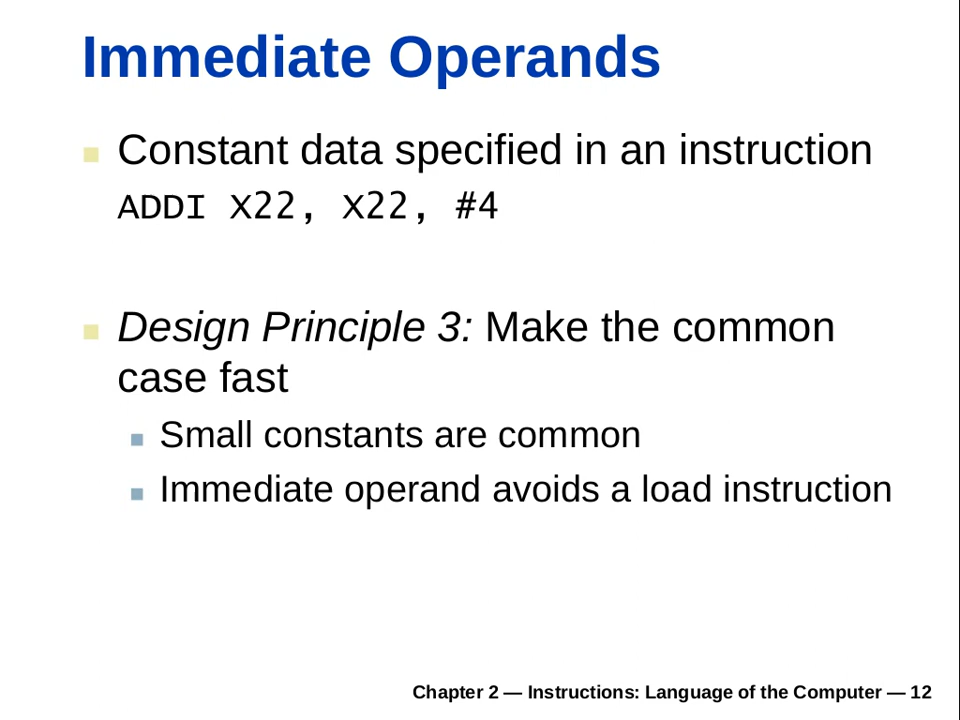 Immediate Operands
Constant data specified in an instruction
ADDI X22, X22, #4
Design Principle 3: Make the common
case fast
Small constants are common
Immediate operand avoids a load instruction
Chapter 2 — Instructions: Language of the Computer — 12